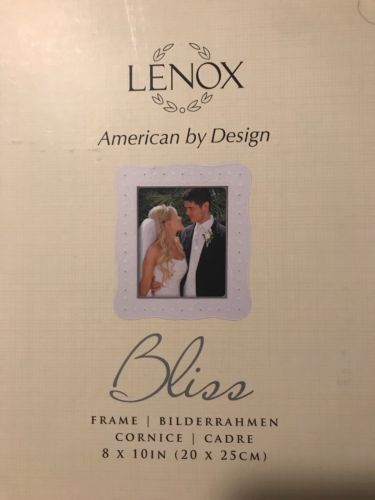 LENOX
American by Design
Bliss
FRAME | BILDERRAHMEN
CORNICE | CADRE
8 X 10IN (20 X 25CM)